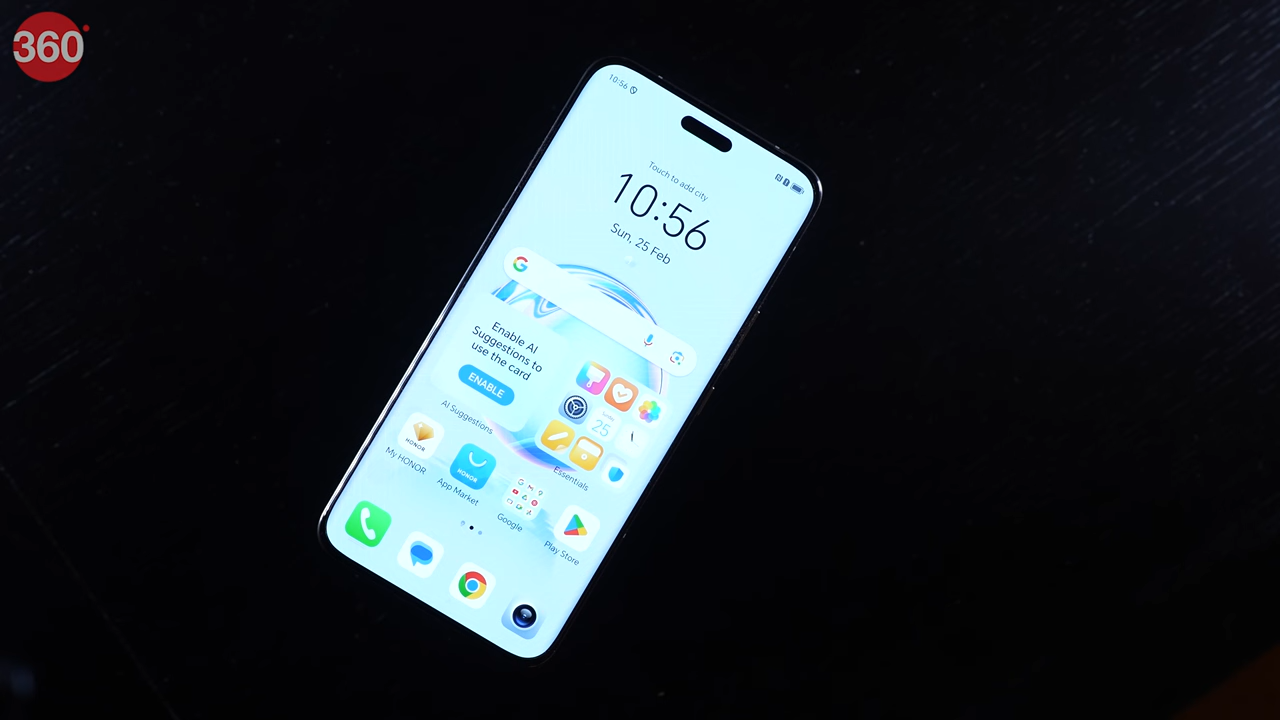 360
10:56
Touch to add city
10:56
Sun, 25 Feb
G
Enable AI
Suggestions to
use the card
ENABLE
AI Suggestions
25
Essentials
HONOR
My HONOR
HONOR
App Market
Google
Play Store